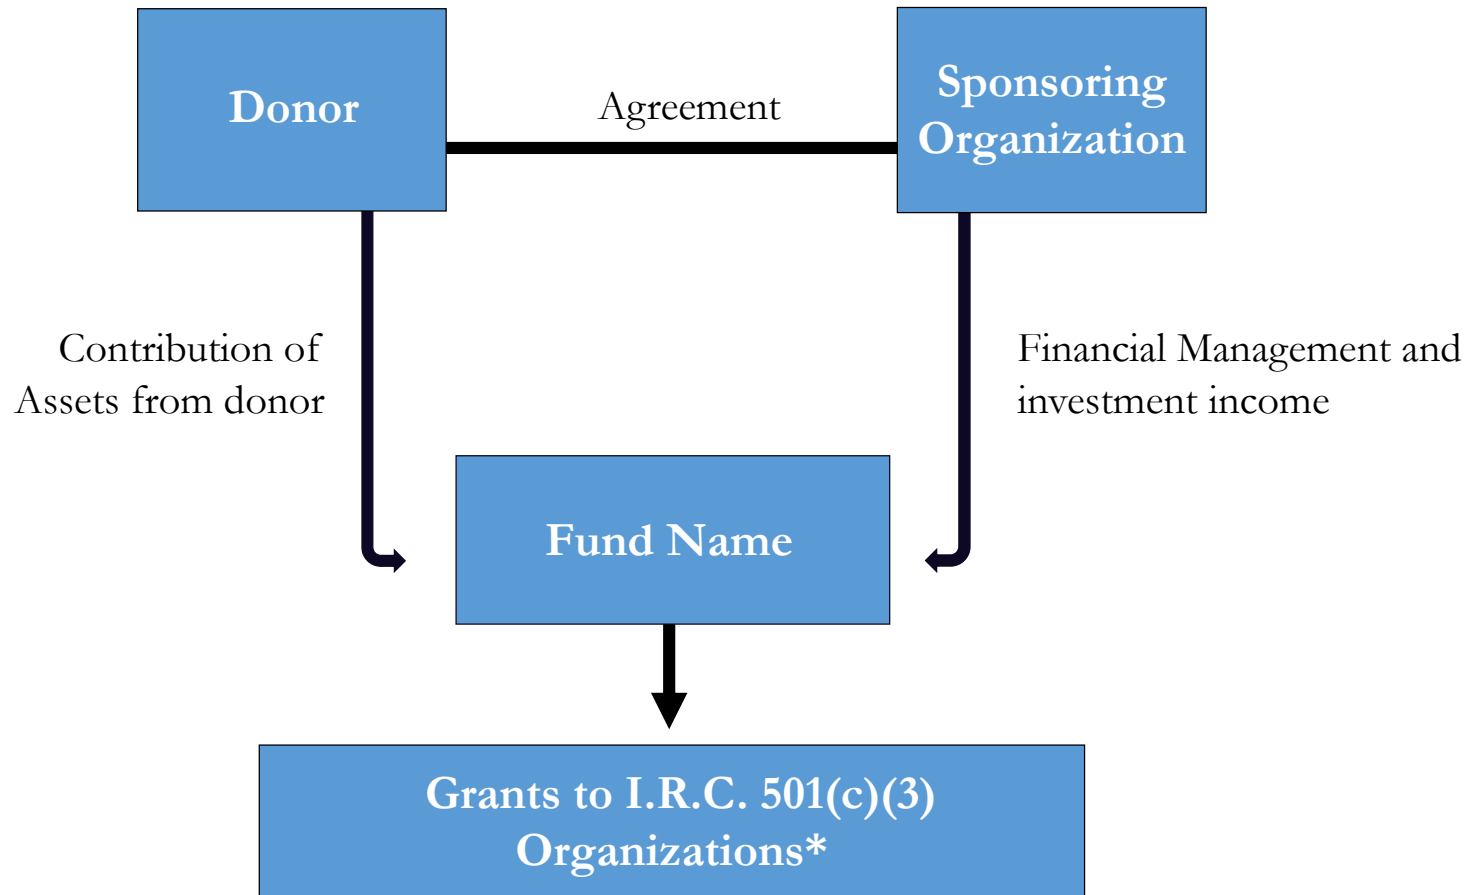 Donor
Agreement
Sponsoring
Organization
Contribution of
Assets from donor
Financial Management and
investment income
Fund Name
Grants to I.R.C. 501(c)(3)
Organizations*